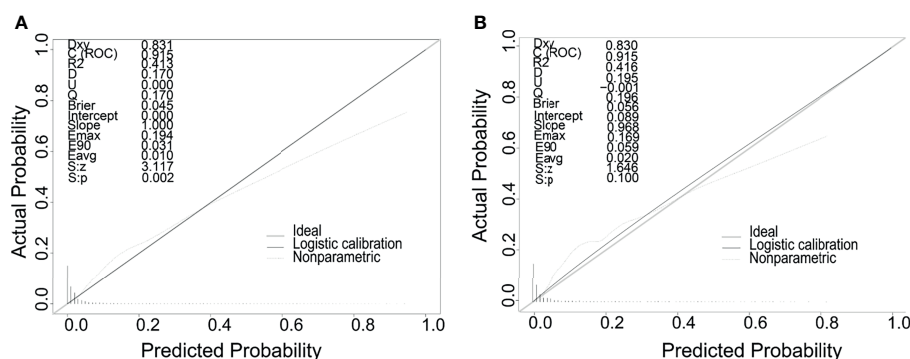 A
Actual Probability
1.0
0.8
0.6
0.4
0.2
0.0
Dxy 0.831
C (ROC) 0.915
R2 0.413
D 0.170
U 0.000
Q 0.170
Brier 0.045
Intercept 0.000
Slope 1.000
Emax 0.194
E90 0.031
Eavg 0.010
S:z 3.117
S:p 0.002
Ideal
Logistic calibration
Nonparametric
0.0 0.2 0.4 0.6 0.8 1.0
Predicted Probability
B
Actual Probability
1.0
0.8
0.6
0.4
0.2
0.0
Dxy 0.830
C (ROC) 0.915
R2 0.416
D 0.195
U −0.001
Q 0.196
Brier 0.056
Intercept 0.089
Slope 0.968
Emax 0.169
E90 0.059
Eavg 0.020
S:z 1.646
S:p 0.100
Ideal
Logistic calibration
Nonparametric
0.0 0.2 0.4 0.6 0.8 1.0
Predicted Probability